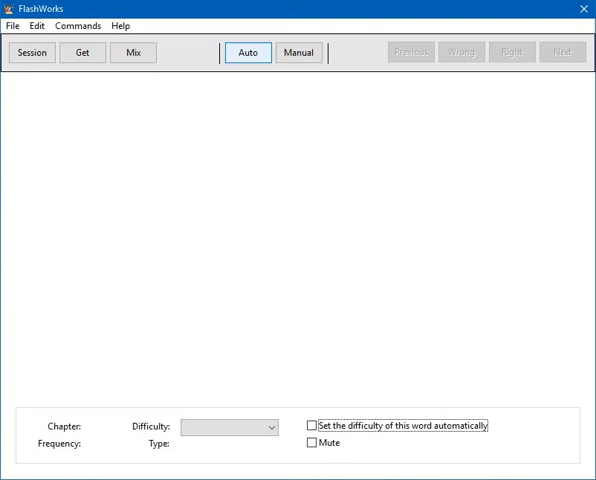 FlashWorks
File Edit Commands Help
Session Get Mix Auto Manual Previous Wrong Right Next
Chapter: Difficulty: Set the difficulty of this word automatically
Frequency: Type: Mute